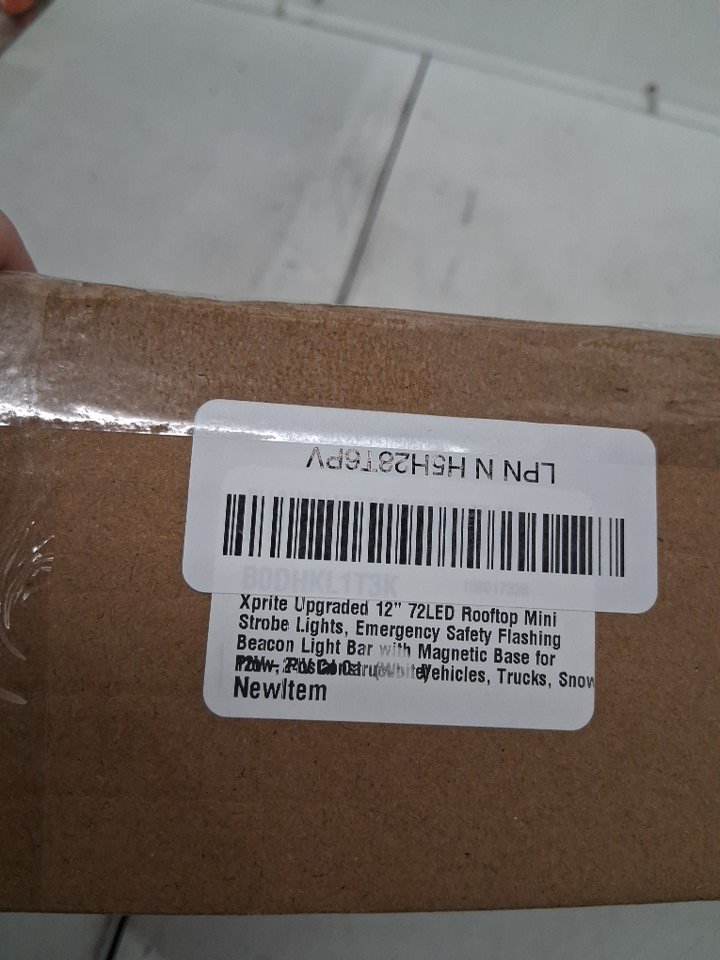 LPN N H5H28T6PV
B0DHKL1T3K
Xprite Upgraded 12" 72LED Rooftop Mini
Strobe Lights, Emergency Safety Flashing
Beacon Light Bar with Magnetic Base for
Vehicles, Trucks, Snow
NewItem